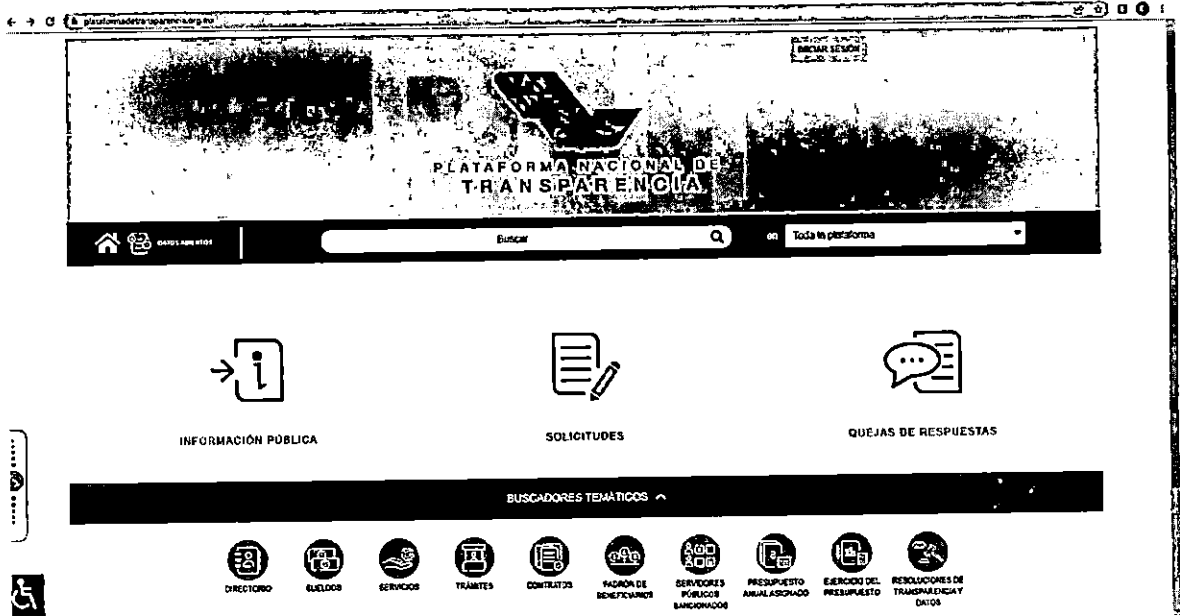 plataformadetransparencia.org.mx
INICIAR SESIÓN
PLATAFORMA NACIONAL DE
TRANSPARENCIA
DATOS ABIERTOS
Buscar
en
Toda la plataforma
INFORMACIÓN PÚBLICA
SOLICITUDES
QUEJAS DE RESPUESTAS
BUSCADORES TEMÁTICOS
DIRECTORIO
SUELDOS
SERVICIOS
TRÁMITES
CONTRATOS
PADRÓN DE
BENEFICIARIOS
SERVIDORES
PÚBLICOS
SANCIONADOS
PRESUPUESTO
ANUAL ASIGNADO
EJERCICIO DEL
PRESUPUESTO
RESOLUCIONES DE
TRANSPARENCIA Y
DATOS